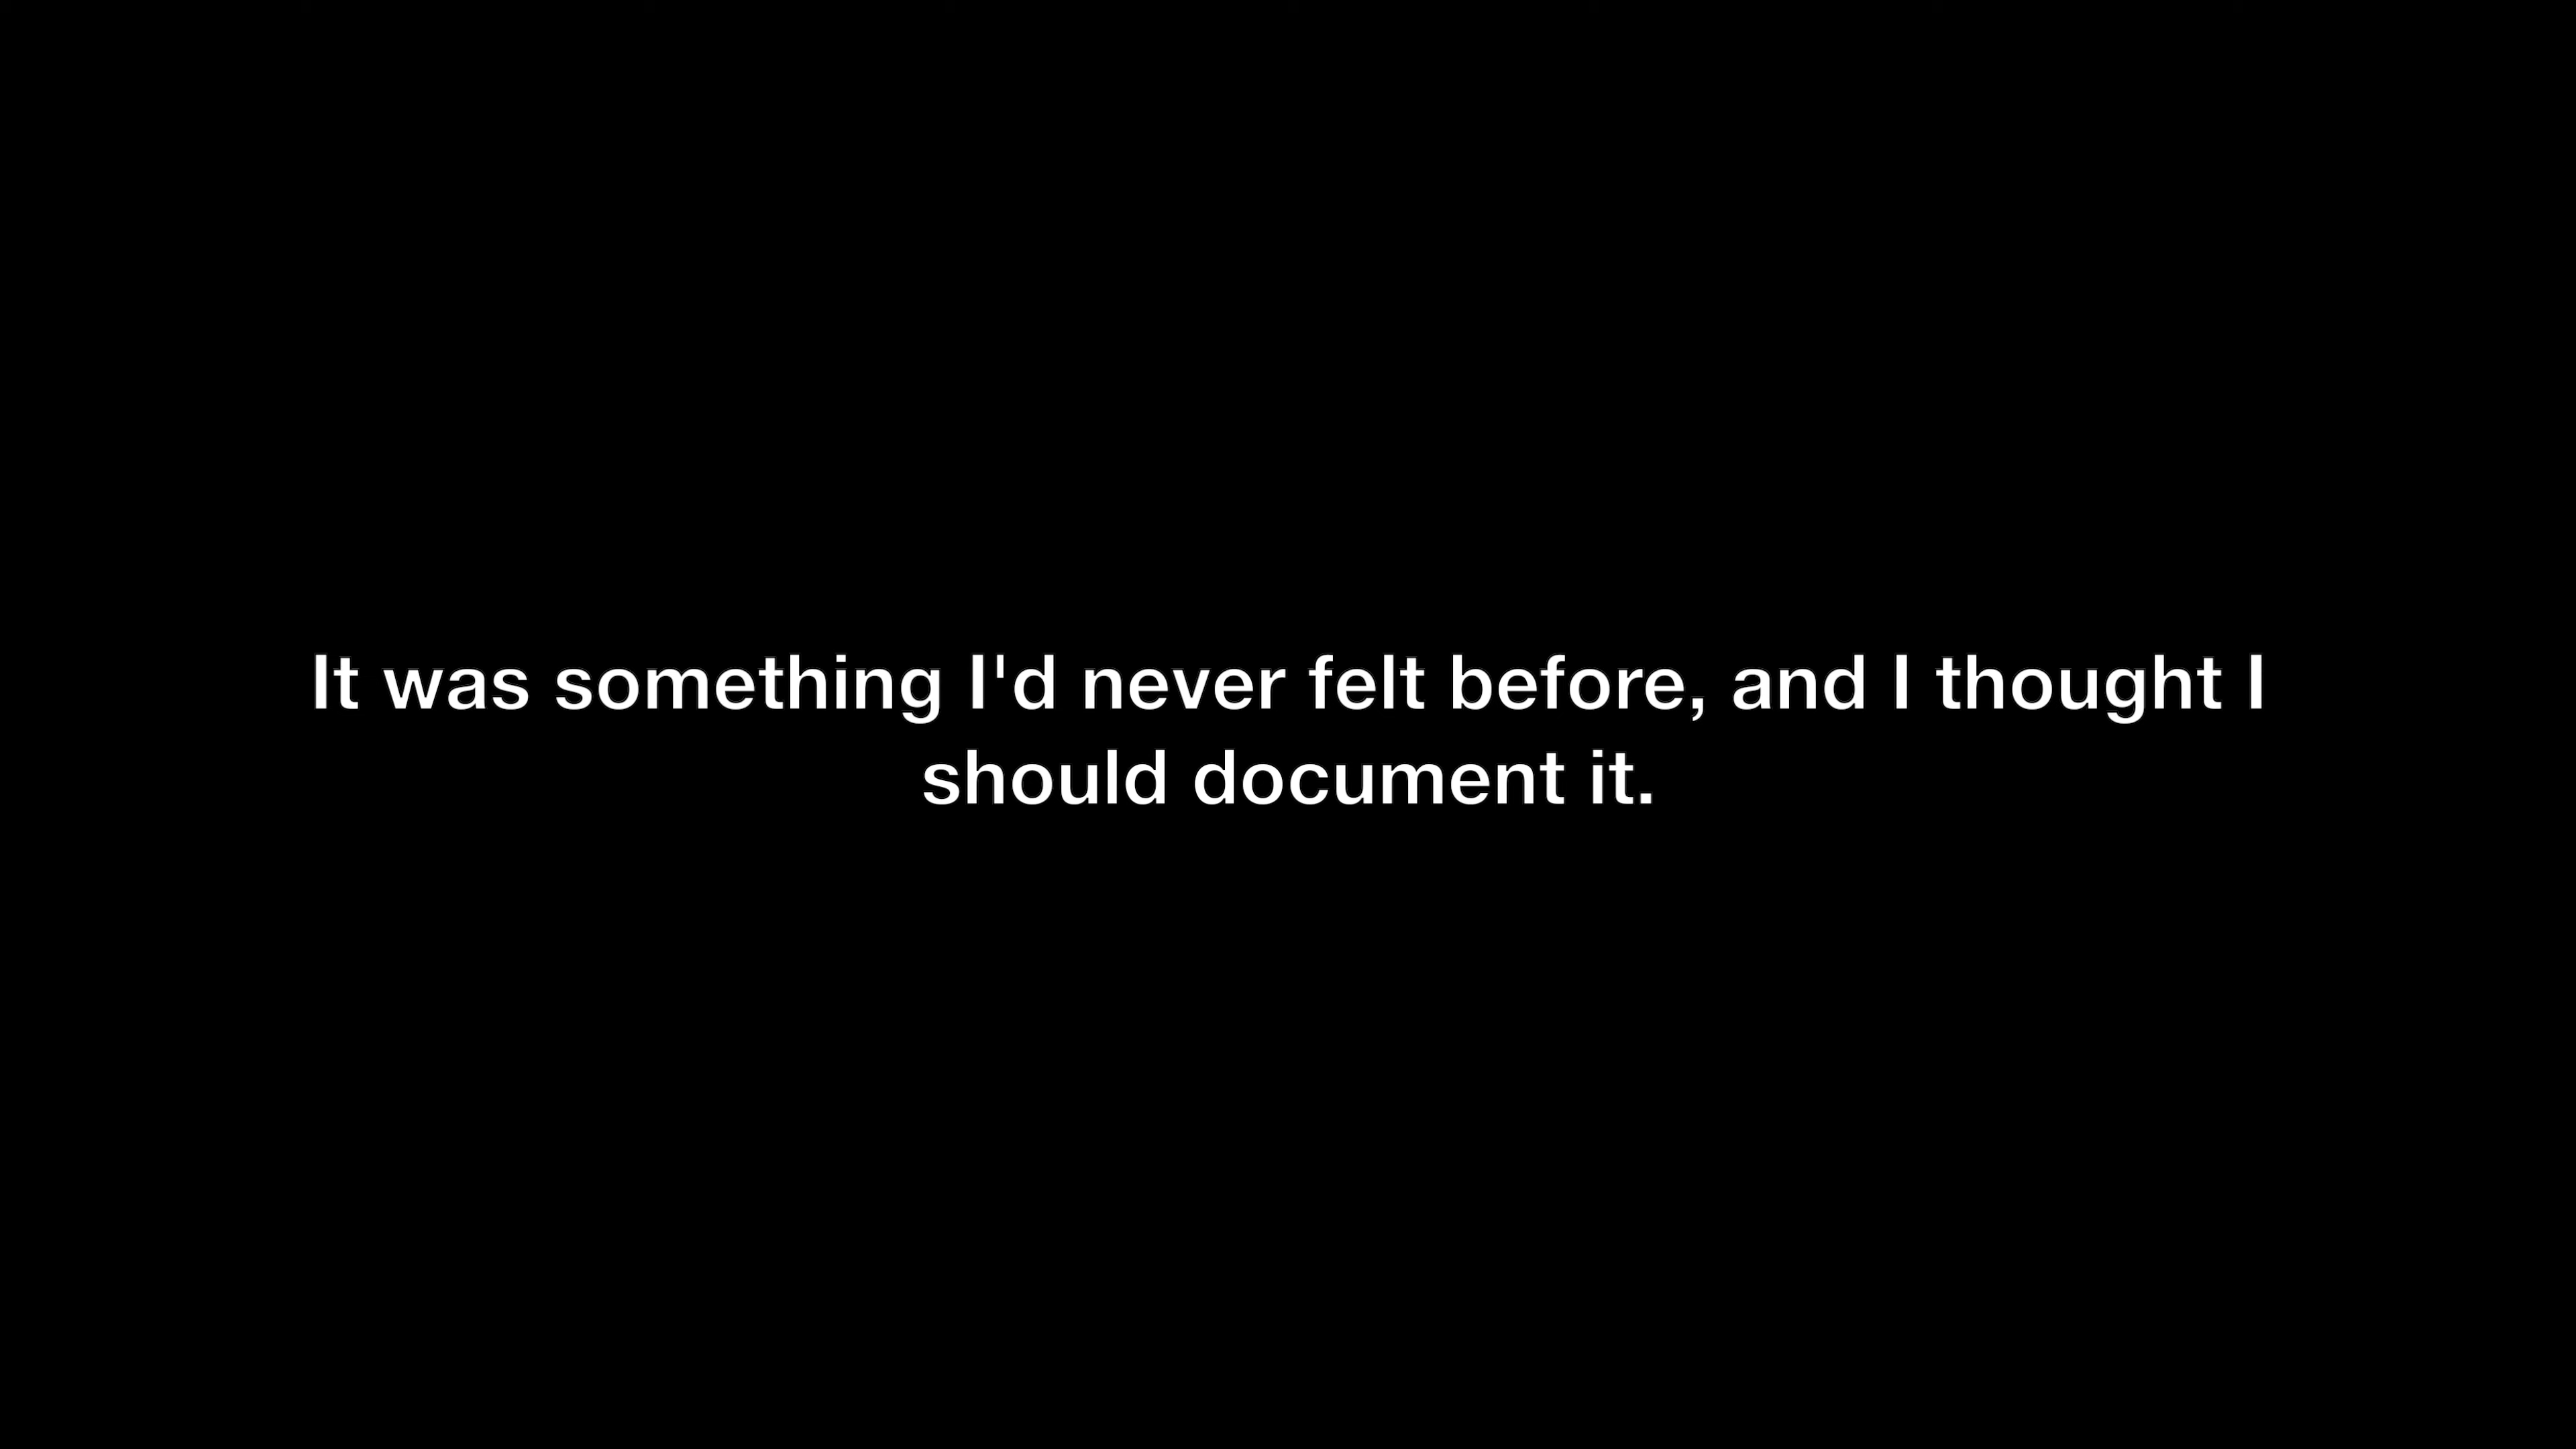 It was something I'd never felt before, and I thought I
should document it.